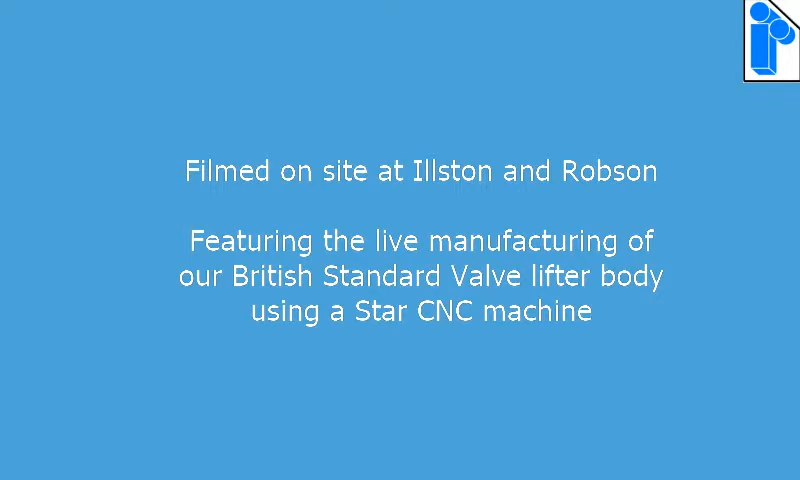 Filmed on site at Illston and Robson
Featuring the live manufacturing of
our British Standard Valve lifter body
using a Star CNC machine